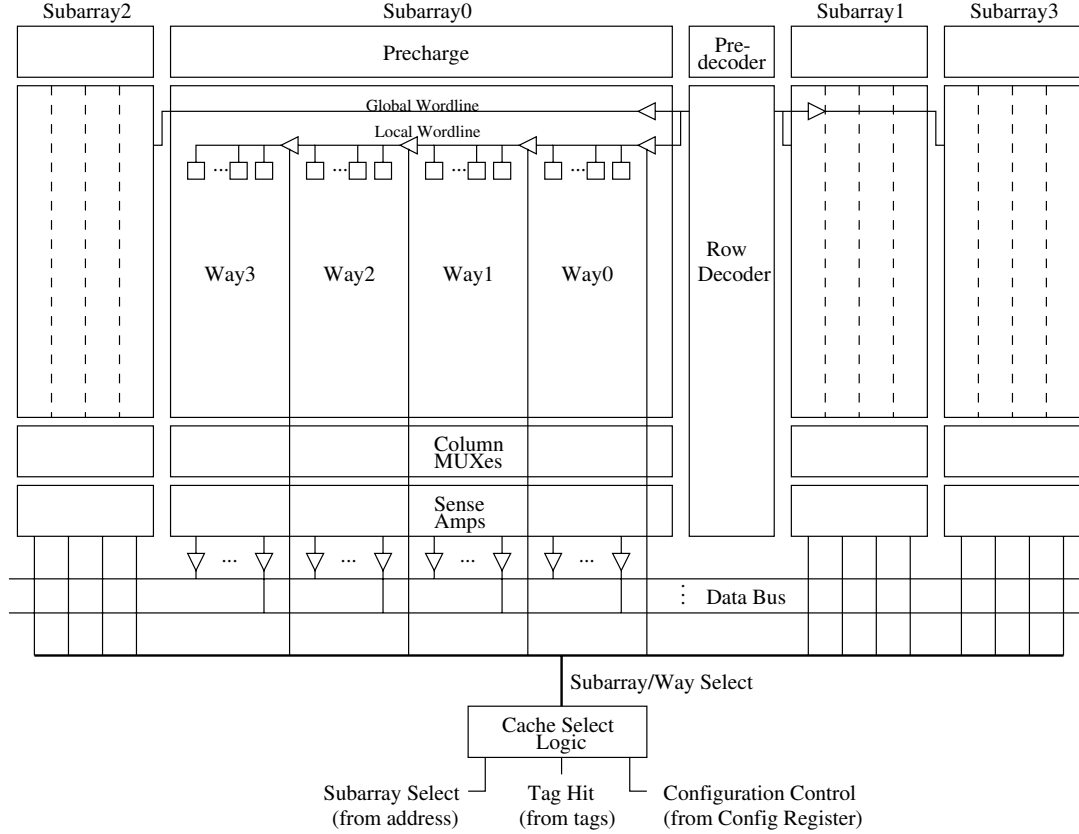 Subarray2
Subarray0
Subarray1
Subarray3
Precharge
Pre-
decoder
Global Wordline
Local Wordline
... ... ... ...
Way3
Way2
Way1
Way0
Row
Decoder
Column
MUXes
Sense
Amps
... ... ... ...
Data Bus
Subarray/Way Select
Cache Select
Logic
Subarray Select
(from address)
Tag Hit
(from tags)
Configuration Control
(from Config Register)